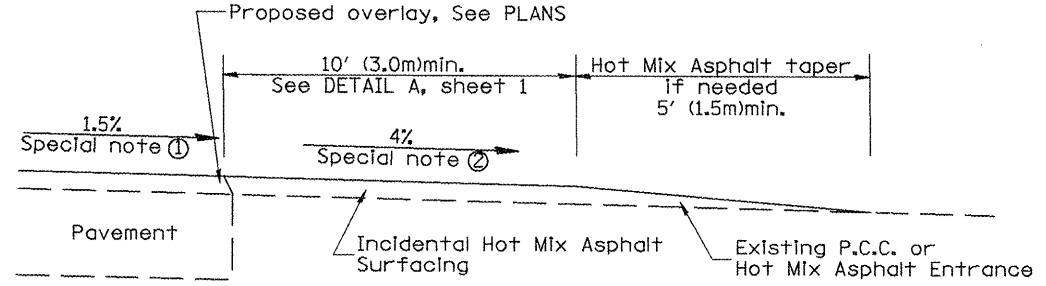 Proposed overlay, See PLANS
10' (3.0m)min.
See DETAIL A, sheet 1
Hot Mix Asphalt taper
if needed
5' (1.5m)min.
1.5%
Special note ①
4%
Special note ②
Pavement
Incidental Hot Mix Asphalt
Surfacing
Existing P.C.C. or
Hot Mix Asphalt Entrance